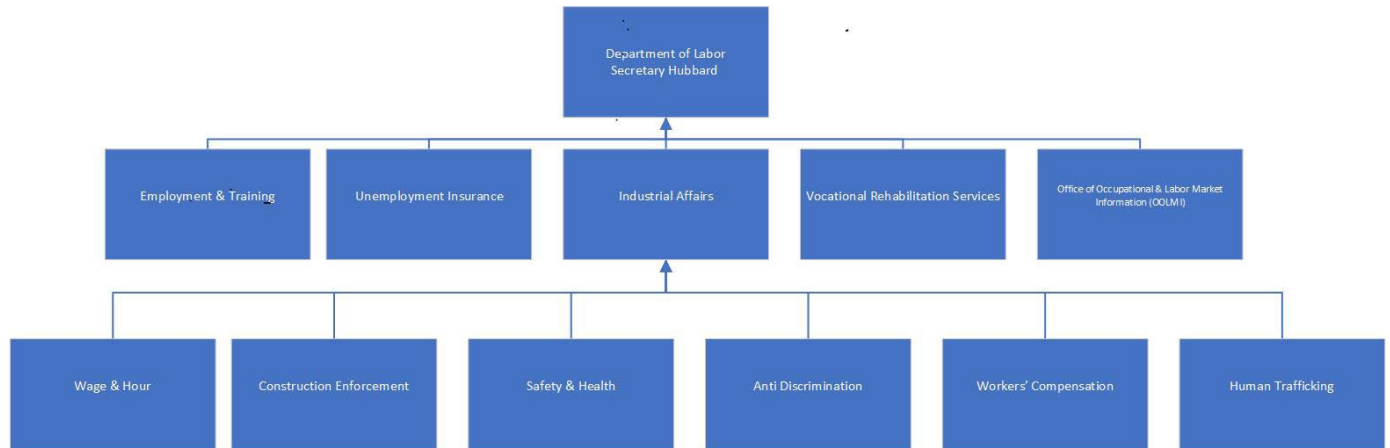 Department of Labor
Secretary Hubbard
Employment & Training
Unemployment Insurance
Industrial Affairs
Vocational Rehabilitation Services
Office of Occupational & Labor Market
Information (OOLMI)
Wage & Hour
Construction Enforcement
Safety & Health
Anti Discrimination
Workers’ Compensation
Human Trafficking